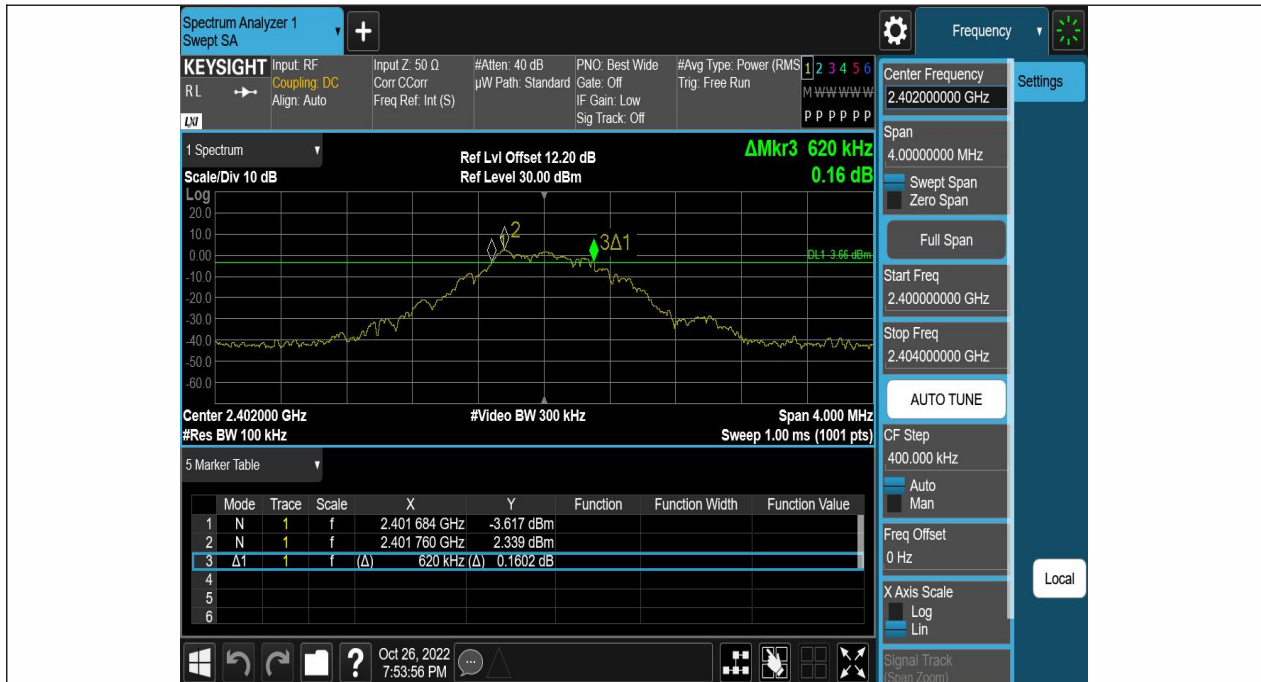 Spectrum Analyzer 1
Swept SA
+
Frequency
KEYSIGHT
R L
LXI
Input: RF
Coupling: DC
Align: Auto
Input Z: 50 Ω
Corr CCorr
Freq Ref: Int (S)
#Atten: 40 dB
µW Path: Standard
PNO: Best Wide
Gate: Off
IF Gain: Low
Sig Track: Off
#Avg Type: Power (RMS
Trig: Free Run
1 2 3 4 5 6
M W W W W W
P P P P P P
1 Spectrum
Scale/Div 10 dB
Ref Lvl Offset 12.20 dB
Ref Level 30.00 dBm
ΔMkr3 620 kHz
0.16 dB
Log
20.0
10.0
0.00
-10.0
-20.0
-30.0
-40.0
-50.0
-60.0
2
3Δ1
DL1 -3.66 dBm
Center 2.402000 GHz
#Res BW 100 kHz
#Video BW 300 kHz
Span 4.000 MHz
Sweep 1.00 ms (1001 pts)
5 Marker Table
Mode Trace Scale X Y Function Function Width Function Value
1 N 1 f 2.401 684 GHz -3.617 dBm
2 N 1 f 2.401 760 GHz 2.339 dBm
3 Δ1 1 f (Δ) 620 kHz (Δ) 0.1602 dB
4
5
6
?
Oct 26, 2022
7:53:56 PM
Center Frequency
2.402000000 GHz
Span
4.00000000 MHz
Swept Span
Zero Span
Full Span
Start Freq
2.400000000 GHz
Stop Freq
2.404000000 GHz
AUTO TUNE
CF Step
400.000 kHz
Auto
Man
Freq Offset
0 Hz
X Axis Scale
Log
Lin
Signal Track
(Span Zoom)
Settings
Local